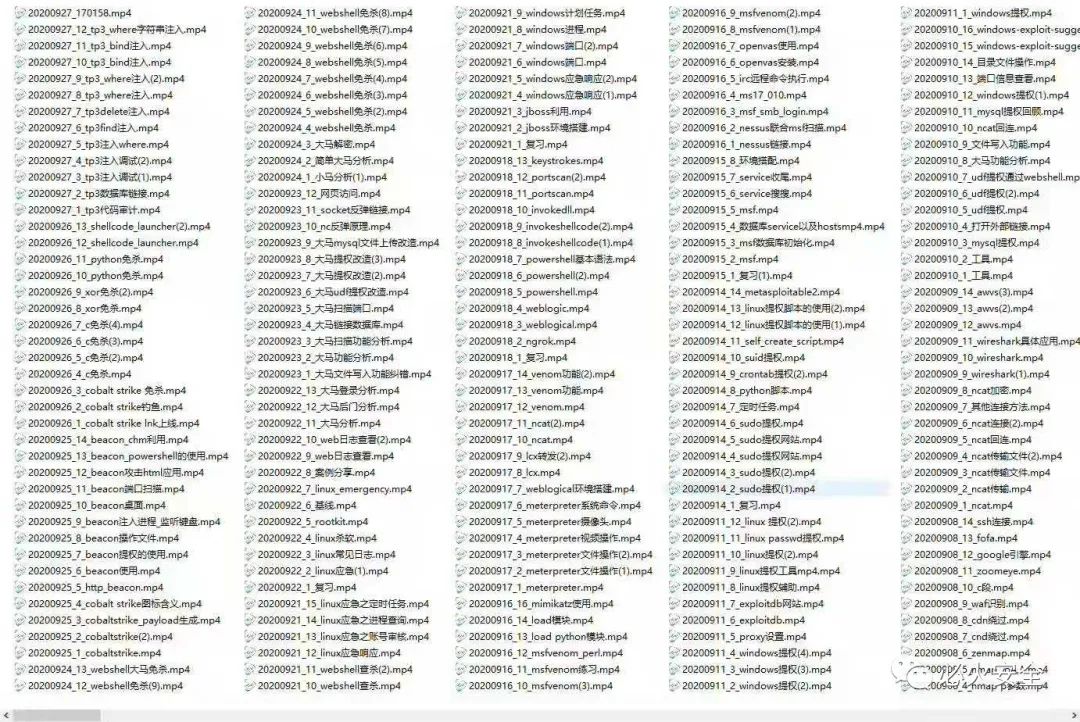 20200927_170158.mp4
20200927_12_tp3_where字符串注入.mp4
20200927_11_tp3_bind注入.mp4
20200927_10_tp3_bind注入.mp4
20200927_9_tp3_where注入(2).mp4
20200927_8_tp3_where注入.mp4
20200927_7_tp3delete注入.mp4
20200927_6_tp3find注入.mp4
20200927_5_tp3注入where.mp4
20200927_4_tp3注入调试(2).mp4
20200927_3_tp3注入调试(1).mp4
20200927_2_tp3数据库链接.mp4
20200927_1_tp3代码审计.mp4
20200926_13_shellcode_launcher(2).mp4
20200926_12_shellcode_launcher.mp4
20200926_11_python免杀.mp4
20200926_10_python免杀.mp4
20200926_9_xor免杀(2).mp4
20200926_8_xor免杀.mp4
20200926_7_c免杀(4).mp4
20200926_6_c免杀(3).mp4
20200926_5_c免杀(2).mp4
20200926_4_c免杀.mp4
20200926_3_cobalt strike 免杀.mp4
20200926_2_cobalt strike钓鱼.mp4
20200926_1_cobalt strike lnk上线.mp4
20200925_14_beacon_chm利用.mp4
20200925_13_beacon_powershell的使用.mp4
20200925_12_beacon攻击html应用.mp4
20200925_11_beacon端口扫描.mp4
20200925_10_beacon桌面.mp4
20200925_9_beacon注入进程_监听键盘.mp4
20200925_8_beacon操作文件.mp4
20200925_7_beacon提权的使用.mp4
20200925_6_beacon使用.mp4
20200925_5_http_beacon.mp4
20200925_4_cobalt strike图标含义.mp4
20200925_3_cobaltstrike_payload生成.mp4
20200925_2_cobaltstrike(2).mp4
20200925_1_cobaltstrike.mp4
20200924_13_webshell大马免杀.mp4
20200924_12_webshell免杀(9).mp4
20200924_11_webshell免杀(8).mp4
20200924_10_webshell免杀(7).mp4
20200924_9_webshell免杀(6).mp4
20200924_8_webshell免杀(5).mp4
20200924_7_webshell免杀(4).mp4
20200924_6_webshell免杀(3).mp4
20200924_5_webshell免杀(2).mp4
20200924_4_webshell免杀.mp4
20200924_3_大马解密.mp4
20200924_2_简单大马分析.mp4
20200924_1_小马分析(1).mp4
20200923_12_网页访问.mp4
20200923_11_socket反弹链接.mp4
20200923_10_nc反弹原理.mp4
20200923_9_大马mysql文件上传改造.mp4
20200923_8_大马提权改造(3).mp4
20200923_7_大马提权改造(2).mp4
20200923_6_大马udf提权改造.mp4
20200923_5_大马扫描端口.mp4
20200923_4_大马链接数据库.mp4
20200923_3_大马扫描功能分析.mp4
20200923_2_大马功能分析.mp4
20200923_1_大马文件写入功能纠错.mp4
20200922_13_大马登录分析.mp4
20200922_12_大马后门分析.mp4
20200922_11_大马分析.mp4
20200922_10_web日志查看(2).mp4
20200922_9_web日志查看.mp4
20200922_8_案例分享.mp4
20200922_7_linux_emergency.mp4
20200922_6_基线.mp4
20200922_5_rootkit.mp4
20200922_4_linux杀软.mp4
20200922_3_linux常见日志.mp4
20200922_2_linux应急(1).mp4
20200922_1_复习.mp4
20200921_15_linux应急之定时任务.mp4
20200921_14_linux应急之进程查询.mp4
20200921_13_linux应急之账号审核.mp4
20200921_12_linux应急响应.mp4
20200921_11_webshell查杀(2).mp4
20200921_10_webshell查杀.mp4
20200921_9_windows计划任务.mp4
20200921_8_windows进程.mp4
20200921_7_windows端口(2).mp4
20200921_6_windows端口.mp4
20200921_5_windows应急响应(2).mp4
20200921_4_windows应急响应(1).mp4
20200921_3_jboss利用.mp4
20200921_2_jboss环境搭建.mp4
20200921_1_复习.mp4
20200918_13_keystrokes.mp4
20200918_12_portscan(2).mp4
20200918_11_portscan.mp4
20200918_10_invokedll.mp4
20200918_9_invokeshellcode(2).mp4
20200918_8_invokeshellcode(1).mp4
20200918_7_powershell基本语法.mp4
20200918_6_powershell(2).mp4
20200918_5_powershell.mp4
20200918_4_weblogic.mp4
20200918_3_weblogical.mp4
20200918_2_ngrok.mp4
20200918_1_复习.mp4
20200917_14_venom功能(2).mp4
20200917_13_venom功能.mp4
20200917_12_venom.mp4
20200917_11_ncat(2).mp4
20200917_10_ncat.mp4
20200917_9_lcx转发(2).mp4
20200917_8_lcx.mp4
20200917_7_weblogical环境搭建.mp4
20200917_6_meterpreter系统命令.mp4
20200917_5_meterpreter摄像头.mp4
20200917_4_meterpreter视频操作.mp4
20200917_3_meterpreter文件操作(2).mp4
20200917_2_meterpreter文件操作(1).mp4
20200917_1_meterpreter.mp4
20200916_16_mimikatz使用.mp4
20200916_14_load模块.mp4
20200916_13_load python模块.mp4
20200916_12_msfvenom_perl.mp4
20200916_11_msfvenom练习.mp4
20200916_10_msfvenom(3).mp4
20200916_9_msfvenom(2).mp4
20200916_8_msfvenom(1).mp4
20200916_7_openvas使用.mp4
20200916_6_openvas安装.mp4
20200916_5_irc远程命令执行.mp4
20200916_4_ms17_010.mp4
20200916_3_msf_smb_login.mp4
20200916_2_nessus联合msf扫描.mp4
20200916_1_nessus链接.mp4
20200915_8_环境搭配.mp4
20200915_7_service收尾.mp4
20200915_6_service搜搜.mp4
20200915_5_msf.mp4
20200915_4_数据库service以及hostsmp4.mp4
20200915_3_msf数据库初始化.mp4
20200915_2_msf.mp4
20200915_1_复习(1).mp4
20200914_14_metasploitable2.mp4
20200914_13_linux提权脚本的使用(2).mp4
20200914_12_linux提权脚本的使用(1).mp4
20200914_11_self_create_script.mp4
20200914_10_suid提权.mp4
20200914_9_crontab提权(2).mp4
20200914_8_python脚本.mp4
20200914_7_定时任务.mp4
20200914_6_sudo提权.mp4
20200914_5_sudo提权网站.mp4
20200914_4_sudo提权网站.mp4
20200914_3_sudo提权(2).mp4
20200914_2_sudo提权(1).mp4
20200914_1_复习.mp4
20200911_12_linux 提权(2).mp4
20200911_11_linux passwd提权.mp4
20200911_10_linux提权(2).mp4
20200911_9_linux提权工具mp4.mp4
20200911_8_linux提权辅助.mp4
20200911_7_exploitdb网站.mp4
20200911_6_exploitdb.mp4
20200911_5_proxy设置.mp4
20200911_4_windows提权(4).mp4
20200911_3_windows提权(3).mp4
20200911_2_windows提权(2).mp4
20200911_1_windows提权.mp4
20200910_16_windows-exploit-sugge
20200910_15_windows-exploit-sugge
20200910_14_目录文件操作.mp4
20200910_13_端口信息查看.mp4
20200910_12_windows提权(1).mp4
20200910_11_mysql提权回顾.mp4
20200910_10_ncat回连.mp4
20200910_9_文件写入功能.mp4
20200910_8_大马功能分析.mp4
20200910_7_udf提权通过webshell.mp
20200910_6_udf提权(2).mp4
20200910_5_udf提权.mp4
20200910_4_打开外部链接.mp4
20200910_3_mysql提权.mp4
20200910_2_工具.mp4
20200910_1_工具.mp4
20200909_14_awvs(3).mp4
20200909_13_awvs(2).mp4
20200909_12_awvs.mp4
20200909_11_wireshark具体应用.mp4
20200909_10_wireshark.mp4
20200909_9_wireshark(1).mp4
20200909_8_ncat加密.mp4
20200909_7_其他连接方法.mp4
20200909_6_ncat连接(2).mp4
20200909_5_ncat回连.mp4
20200909_4_ncat传输文件(2).mp4
20200909_3_ncat传输文件.mp4
20200909_2_ncat传输.mp4
20200909_1_ncat.mp4
20200908_14_ssh连接.mp4
20200908_13_fofa.mp4
20200908_12_google引擎.mp4
20200908_11_zoomeye.mp4
20200908_10_c段.mp4
20200908_9_waf识别.mp4
20200908_8_cdn绕过.mp4
20200908_7_cnd绕过.mp4
20200908_6_zenmap.mp4